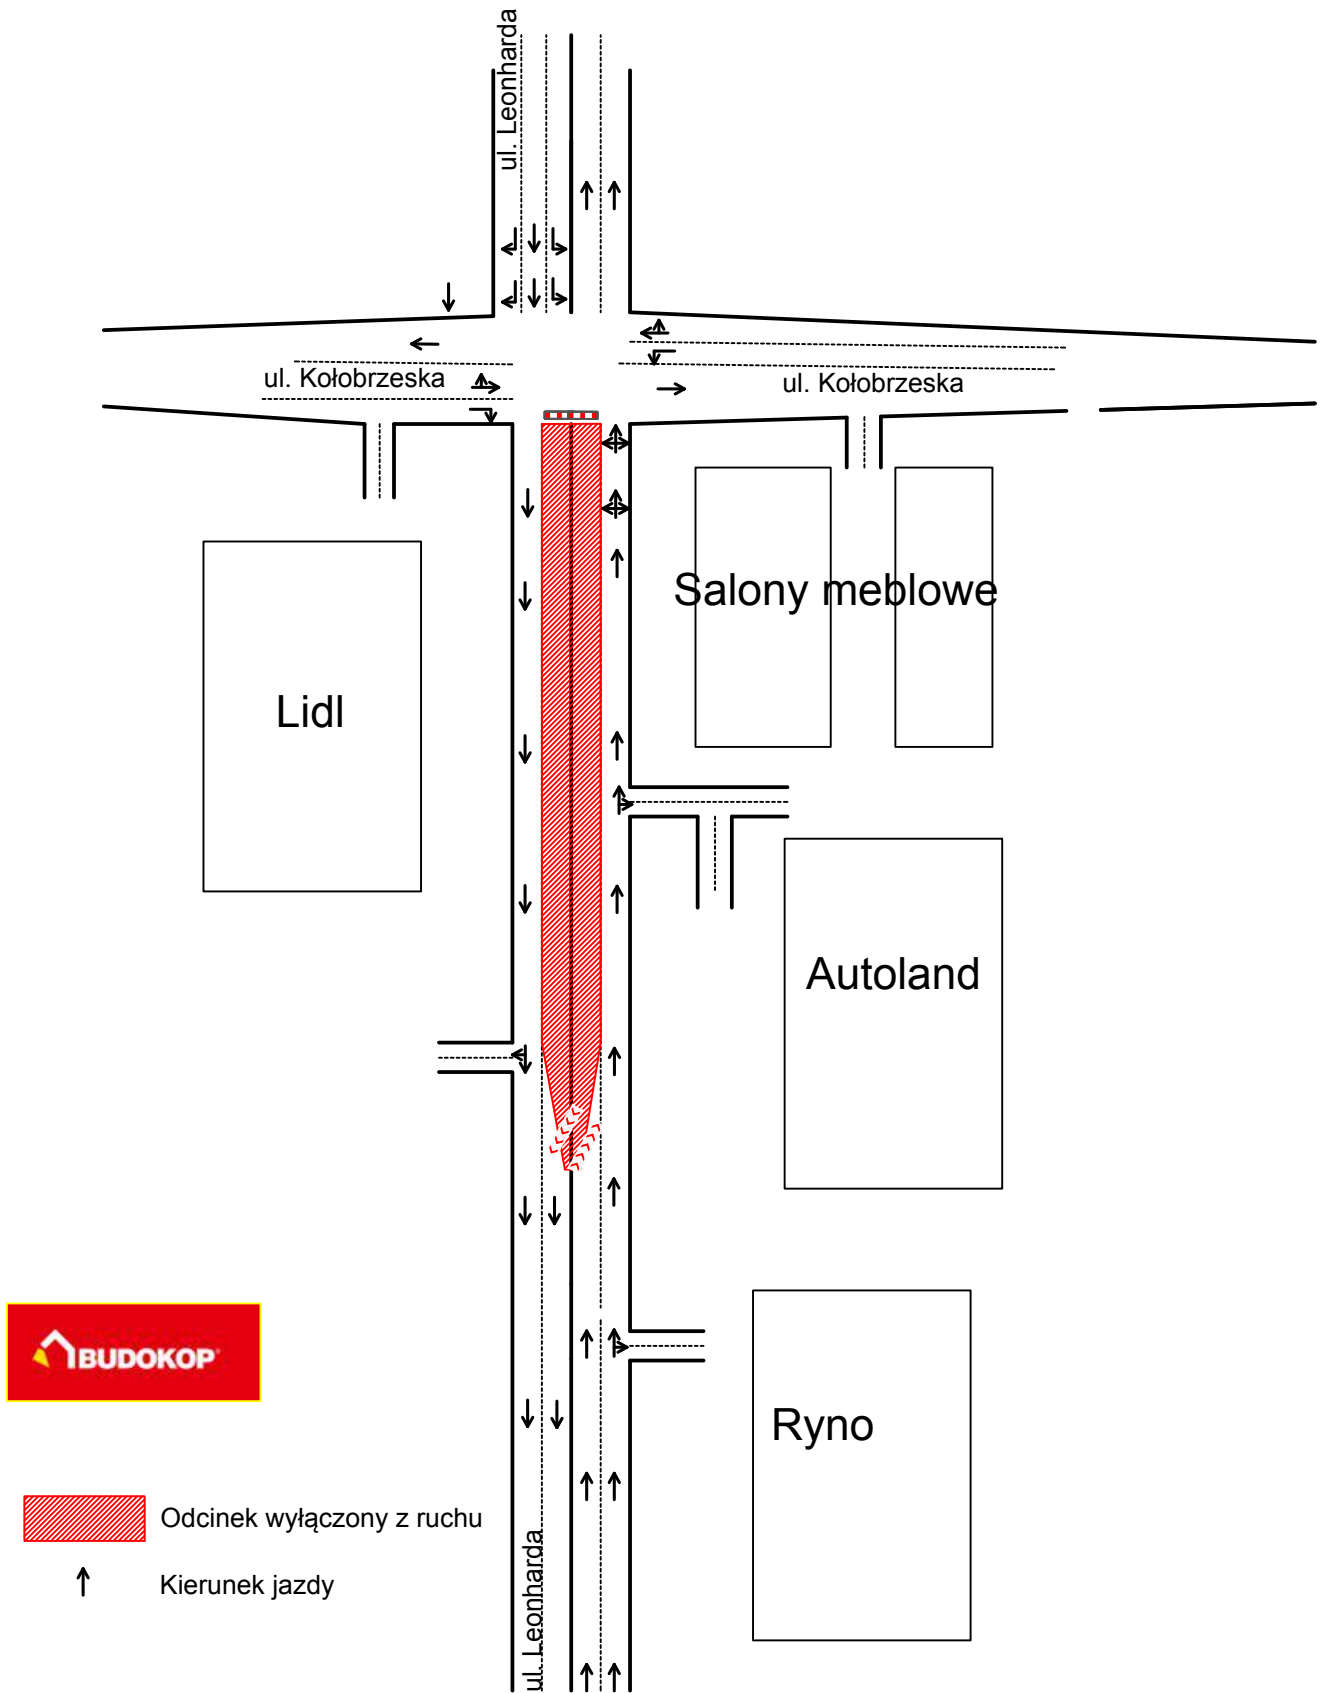 ul. Leonharda
ul. Kołobrzeska
ul. Kołobrzeska
Salony meblowe
Lidl
Autoland
BUDOKOP
Ryno
Odcinek wyłączony z ruchu
Kierunek jazdy
ul. Leonharda